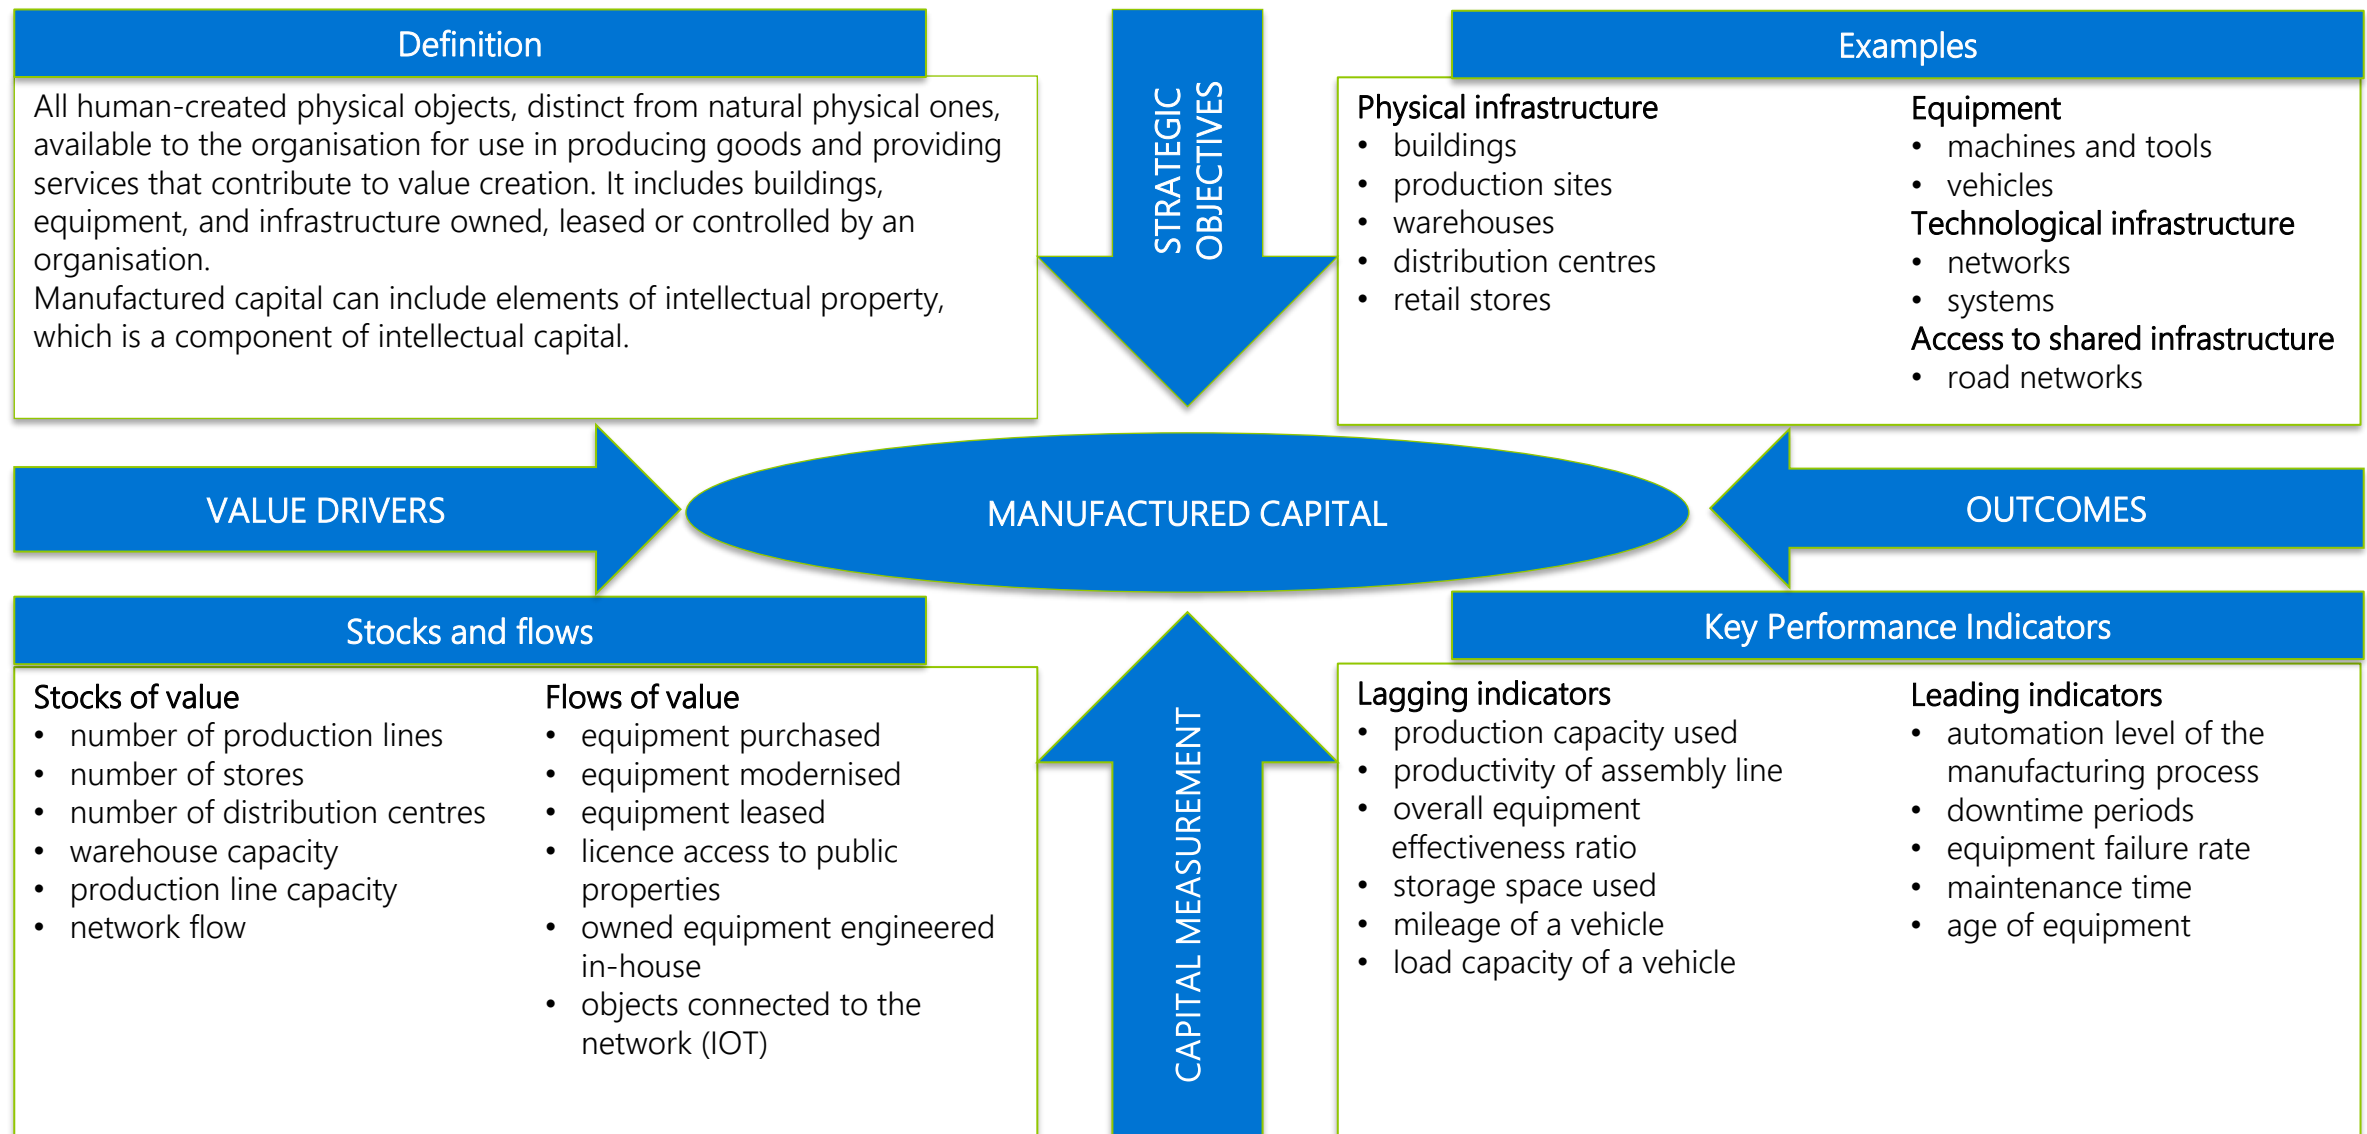 Definition
All human-created physical objects, distinct from natural physical ones,
available to the organisation for use in producing goods and providing
services that contribute to value creation. It includes buildings,
equipment, and infrastructure owned, leased or controlled by an
organisation.
Manufactured capital can include elements of intellectual property,
which is a component of intellectual capital.
STRATEGIC
OBJECTIVES
Examples
Physical infrastructure
• buildings
• production sites
• warehouses
• distribution centres
• retail stores
Equipment
• machines and tools
• vehicles
Technological infrastructure
• networks
• systems
Access to shared infrastructure
• road networks
VALUE DRIVERS
MANUFACTURED CAPITAL
OUTCOMES
Stocks and flows
Stocks of value
• number of production lines
• number of stores
• number of distribution centres
• warehouse capacity
• production line capacity
• network flow
Flows of value
• equipment purchased
• equipment modernised
• equipment leased
• licence access to public
properties
• owned equipment engineered
in-house
• objects connected to the
network (IOT)
CAPITAL MEASUREMENT
Key Performance Indicators
Lagging indicators
• production capacity used
• productivity of assembly line
• overall equipment
effectiveness ratio
• storage space used
• mileage of a vehicle
• load capacity of a vehicle
Leading indicators
• automation level of the
manufacturing process
• downtime periods
• equipment failure rate
• maintenance time
• age of equipment